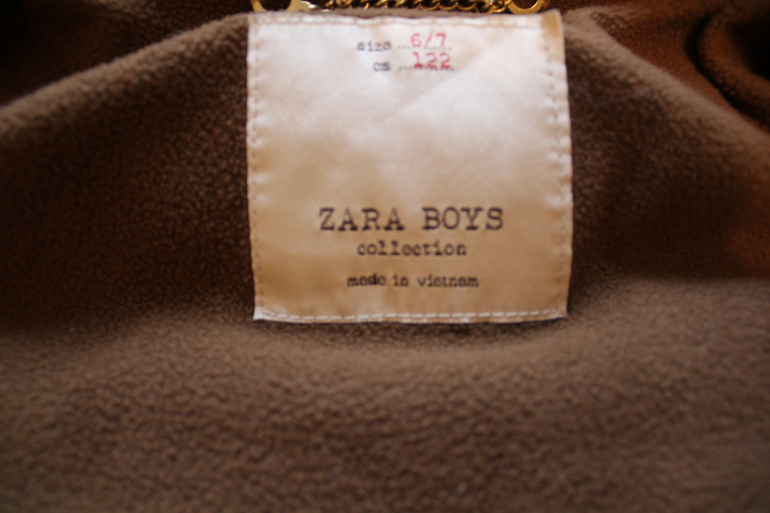 size 6/7
cm 122
ZARA BOYS
collection
made in vietnam